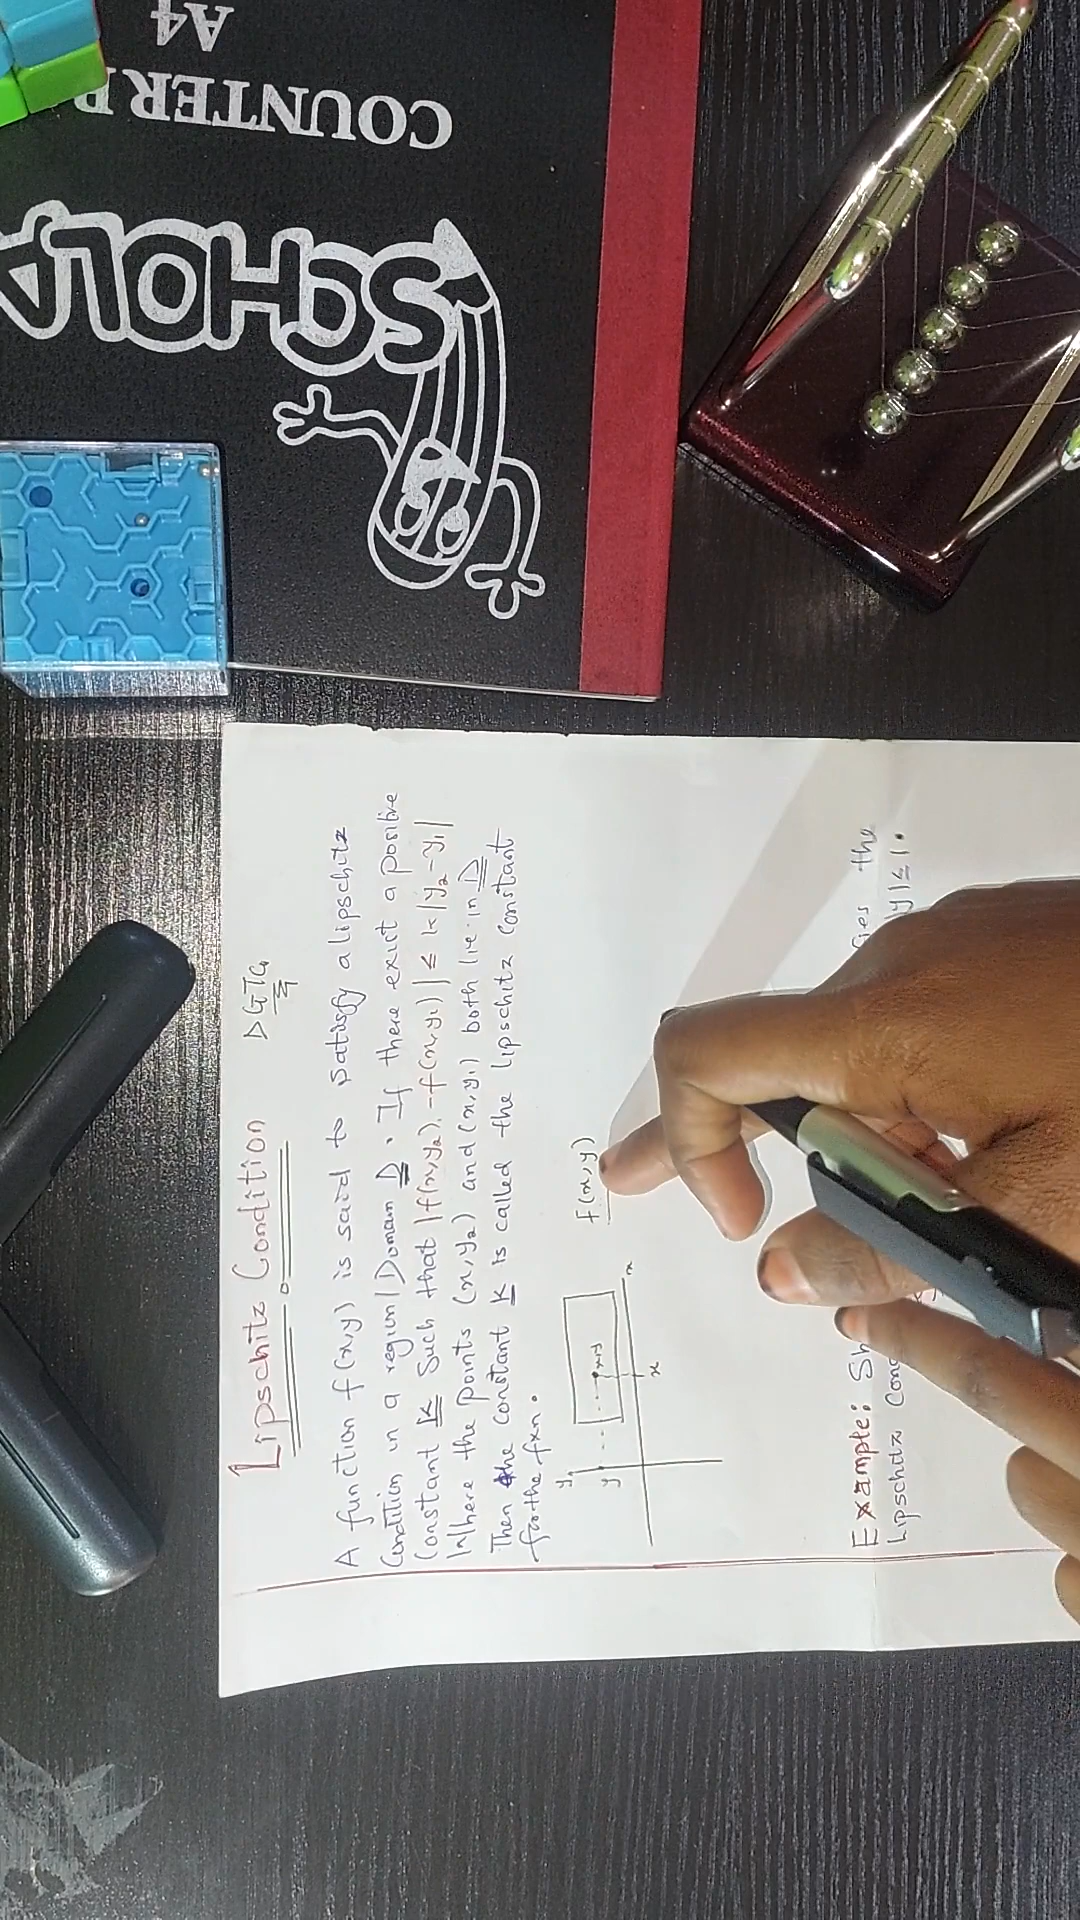 A4
COUNTER B
SCHOLA
Lipschitz Condition
A function f(x,y) is said to satisfy a lipschitz
Condition in a region/Domain D. If there exist a positive
Constant K Such that |f(x,y₂)-f(x,y₁)| ≤ K|y₂-y₁|
Where the points (x,y₂) and (x,y₁) both lie in D
Then the constant K is called the Lipschitz constant
for the fxn.
y
y
x,y
x
x
f(x,y)
Example: Sh
the
Lipschitz
y|≤1.